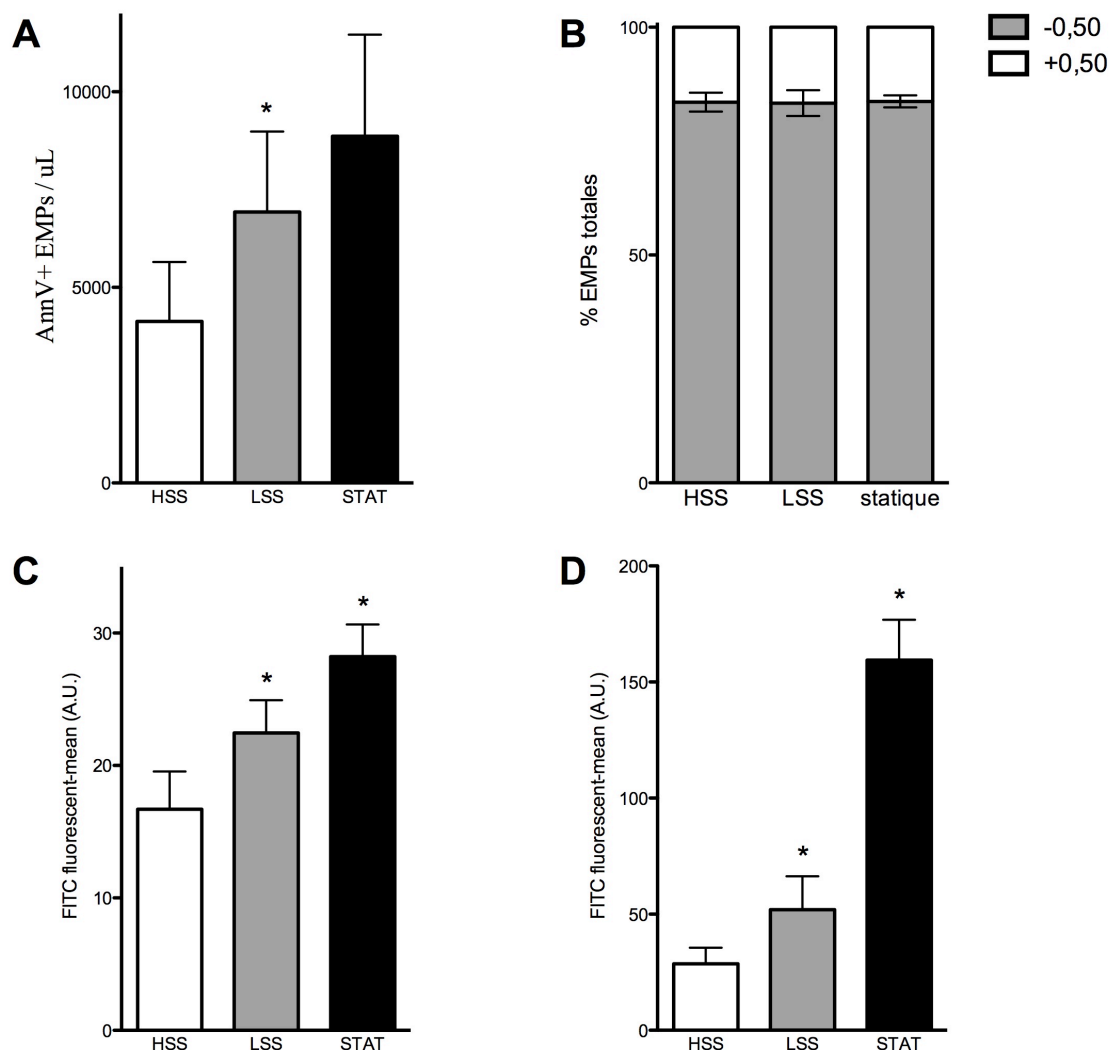 A
AnnV+ EMPs / uL
10000
5000
0
*
HSS
LSS
STAT
B
% EMPs totales
100
50
0
HSS
LSS
statique
-0,50
+0,50
C
FITC fluorescent-mean (A.U.)
30
20
10
0
*
*
HSS
LSS
STAT
D
FITC fluorescent-mean (A.U.)
200
150
100
50
0
*
*
HSS
LSS
STAT